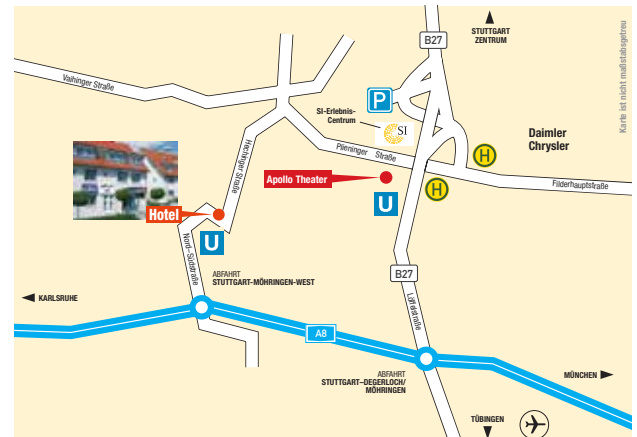 STUTTGART
ZENTRUM
B27
Karte ist nicht maßstabsgetreu
Vaihinger Straße
P
SI-Erlebnis-
Centrum
SI
Daimler
Chrysler
Plieninger Straße
H
Hechinger Straße
Apollo Theater
H
Filderhauptstraße
Hotel
U
U
Nord–Südstraße
ABFAHRT
STUTTGART-MÖHRINGEN-WEST
B27
Löffelstraße
KARLSRUHE
A8
ABFAHRT
STUTTGART–DEGERLOCH/
MÖHRINGEN
MÜNCHEN
TÜBINGEN